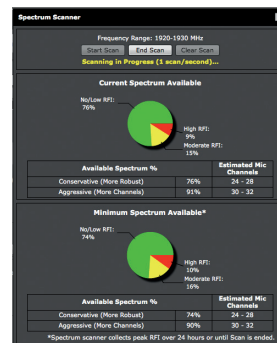 Spectrum Scanner
Frequency Range: 1920-1930 MHz
Start Scan End Scan Clear Scan
Scanning in Progress (1 scan/second)...
Current Spectrum Available
No/Low RFI:
76%
High RFI:
9%
Moderate RFI:
15%
Available Spectrum % Estimated Mic Channels
Conservative (More Robust) 76% 24 - 28
Aggressive (More Channels) 91% 30 - 32
Minimum Spectrum Available*
No/Low RFI:
74%
High RFI:
10%
Moderate RFI:
16%
Available Spectrum % Estimated Mic Channels
Conservative (More Robust) 74% 24 - 28
Aggressive (More Channels) 90% 30 - 32
*Spectrum scanner collects peak RFI over 24 hours or until Scan is ended.